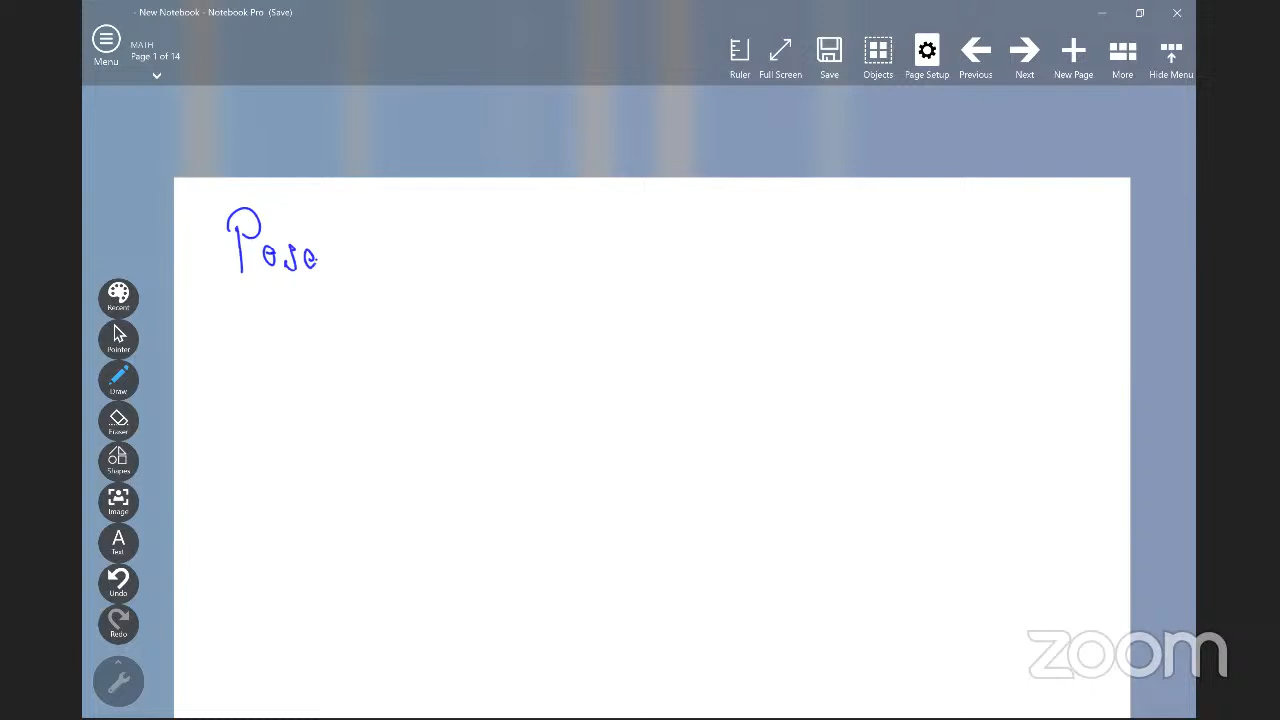 - New Notebook - Notebook Pro (Save)
Menu
MATH
Page 1 of 14
Ruler
Full Screen
Save
Objects
Page Setup
Previous
Next
New Page
More
Hide Menu
Pose
Recent
Pointer
Draw
Eraser
Shapes
Image
A
Text
Undo
Redo
zoom